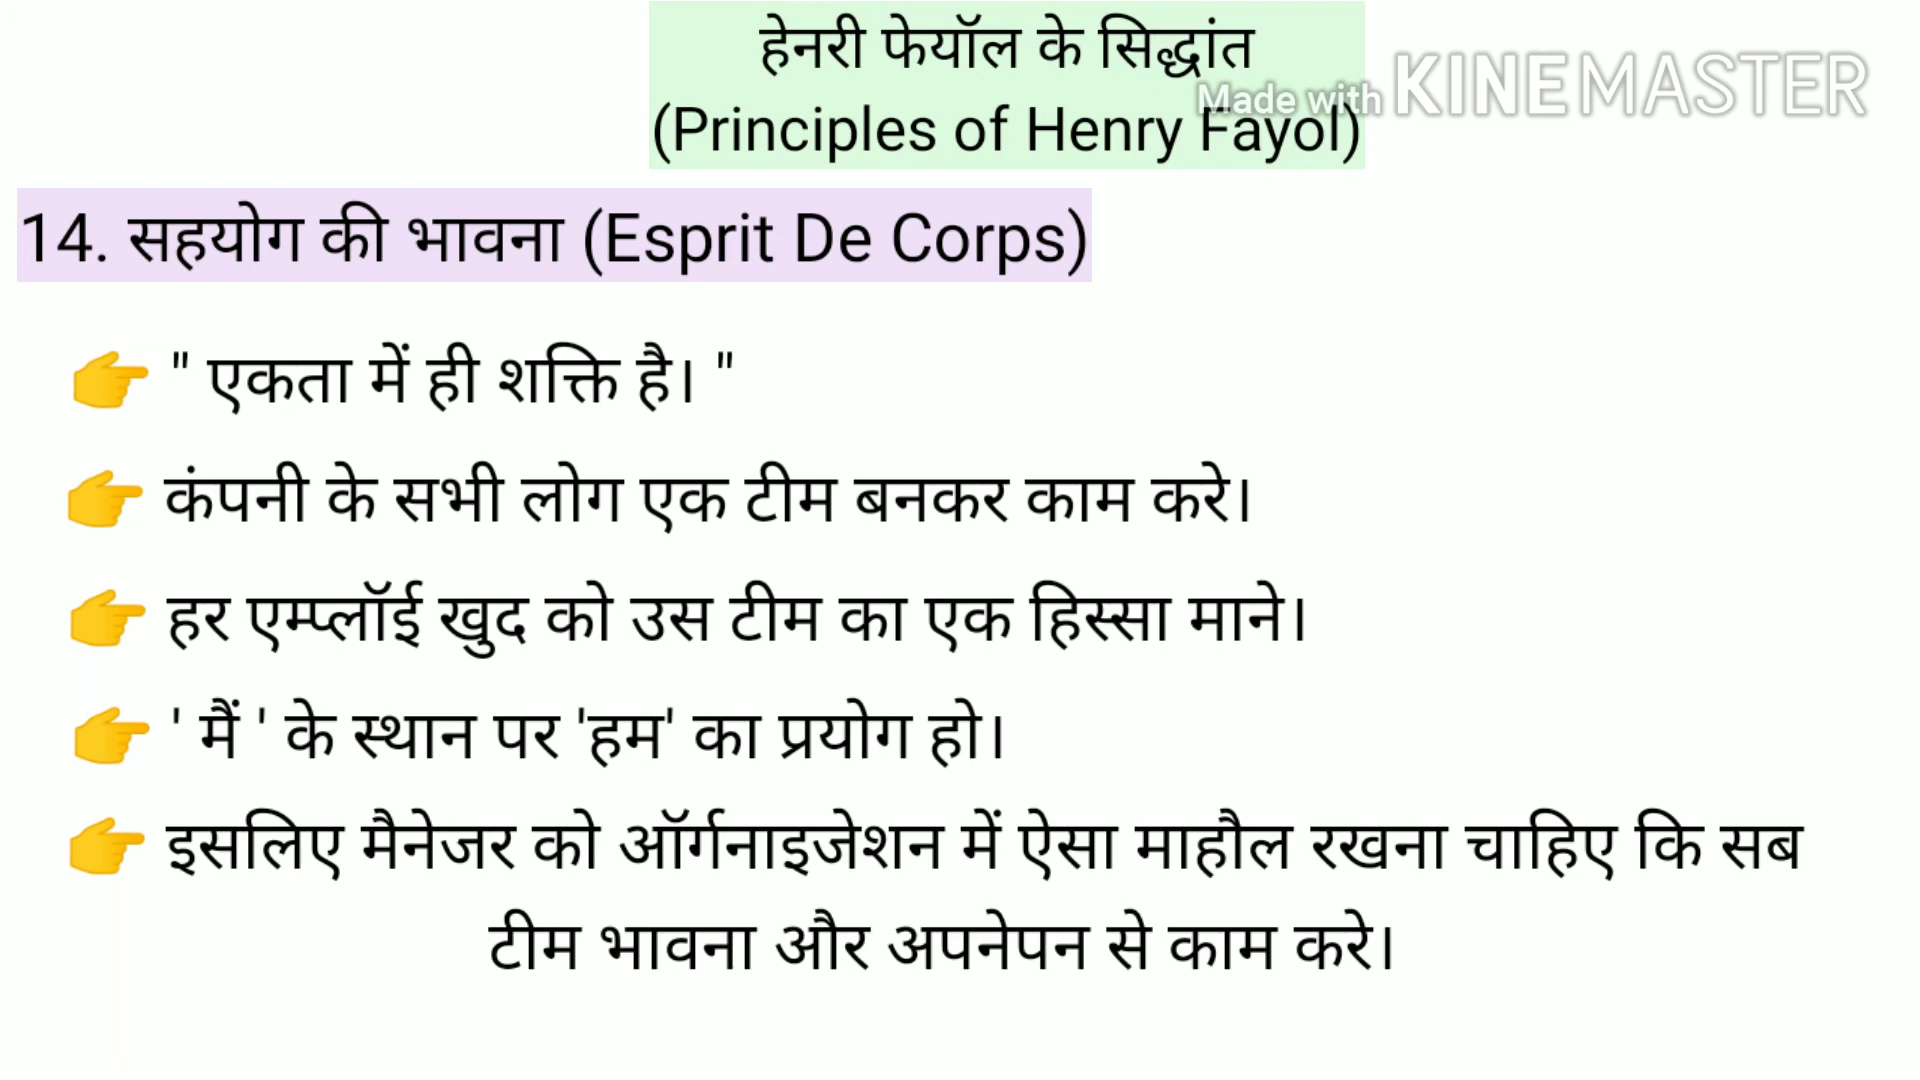 हेनरी फेयॉल के सिद्धांत
Made with KINEMASTER
(Principles of Henry Fayol)
14. सहयोग की भावना (Esprit De Corps)
👉 " एकता में ही शक्ति है। "
👉 कंपनी के सभी लोग एक टीम बनकर काम करे।
👉 हर एम्प्लॉई खुद को उस टीम का एक हिस्सा माने।
👉 ' मैं ' के स्थान पर 'हम' का प्रयोग हो।
👉 इसलिए मैनेजर को ऑर्गनाइजेशन में ऐसा माहौल रखना चाहिए कि सब
टीम भावना और अपनेपन से काम करे।